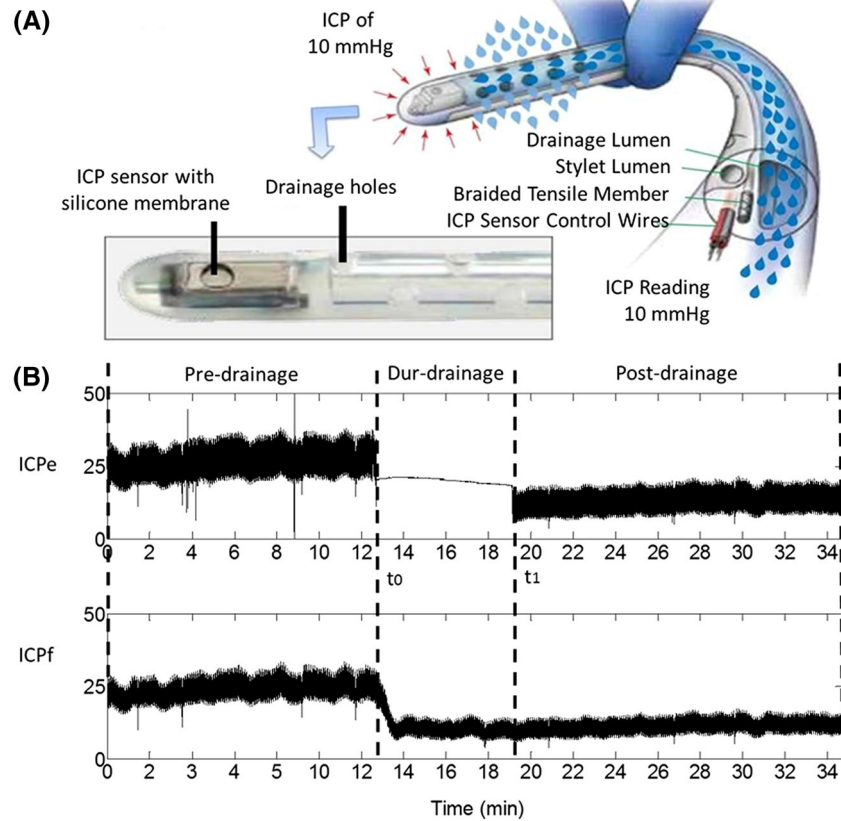 (A)
ICP of
10 mmHg
Drainage Lumen
Stylet Lumen
Braided Tensile Member
ICP Sensor Control Wires
ICP sensor with
silicone membrane
Drainage holes
ICP Reading
10 mmHg
(B)
Pre-drainage Dur-drainage Post-drainage
50
ICPe
25
0
0 2 4 6 8 10 12 14 16 18 20 22 24 26 28 30 32 34
t0 t1
50
ICPf
25
0
0 2 3 4 5 10 12 14 16 18 20 22 24 26 28 30 32 34
Time (min)